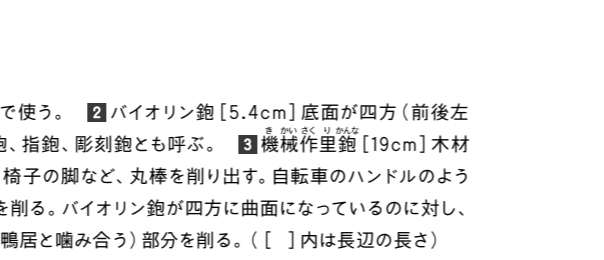 で使う。 2 バイオリン鉋［5.4cm］底面が四方（前後左
鉋、指鉋、彫刻鉋とも呼ぶ。 3 機械作里鉋［19cm］木材
椅子の脚など、丸棒を削り出す。自転車のハンドルのよう
を削る。バイオリン鉋が四方に曲面になっているのに対し、
鴨居と噛み合う）部分を削る。（［　］内は長辺の長さ）